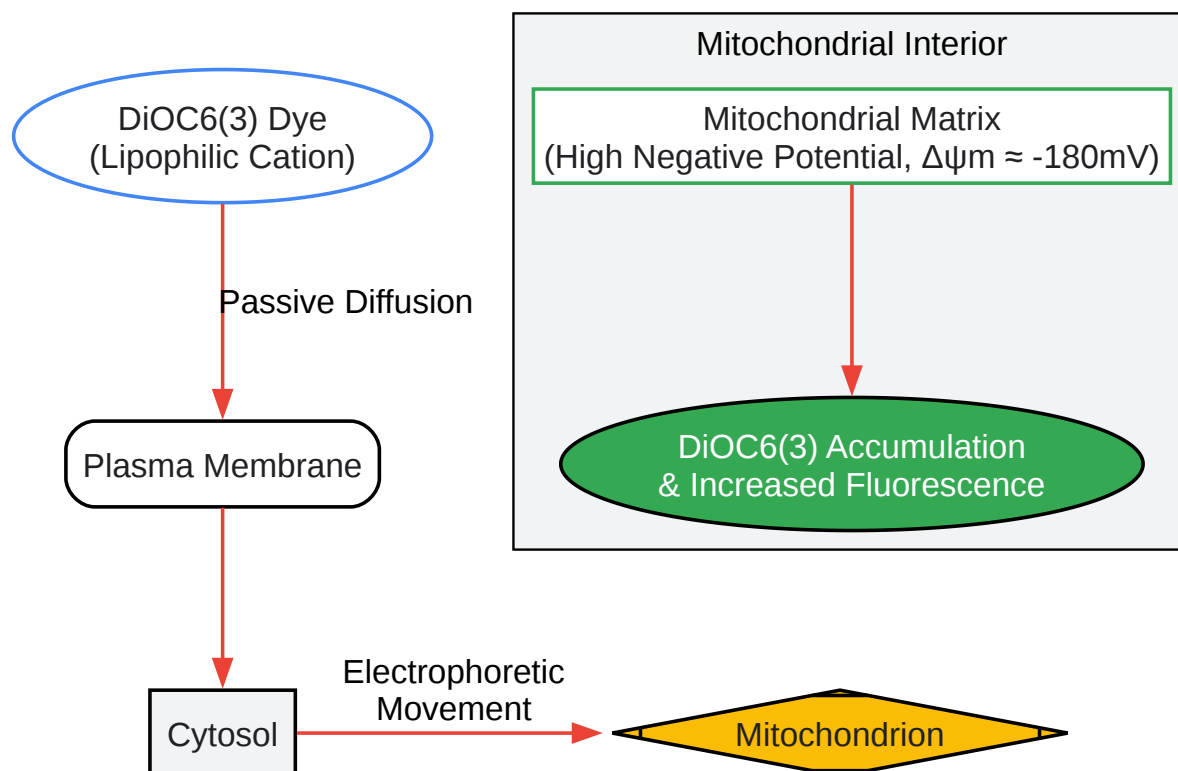 DiOC6(3) Dye
(Lipophilic Cation)
Passive Diffusion
Plasma Membrane
Cytosol
Electrophoretic
Movement
Mitochondrion
Mitochondrial Interior
Mitochondrial Matrix
(High Negative Potential, Δψm ≈ -180mV)
DiOC6(3) Accumulation
& Increased Fluorescence